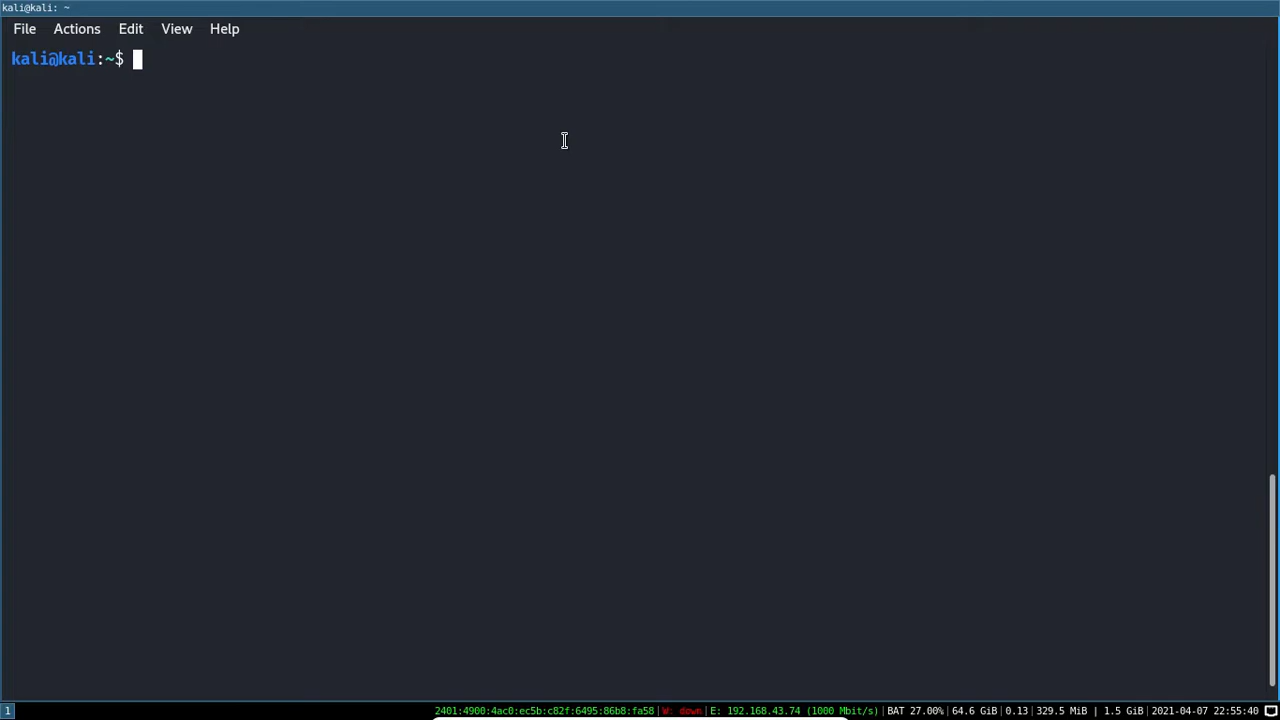 kali@kali: ~
File Actions Edit View Help
kali@kali:~$
1 2401:4900:4ac0:ec5b:c82f:6495:86b8:fa58|W: down|E: 192.168.43.74 (1000 Mbit/s)|BAT 27.00%|64.6 GiB|0.13|329.5 MiB | 1.5 GiB|2021-04-07 22:55:40